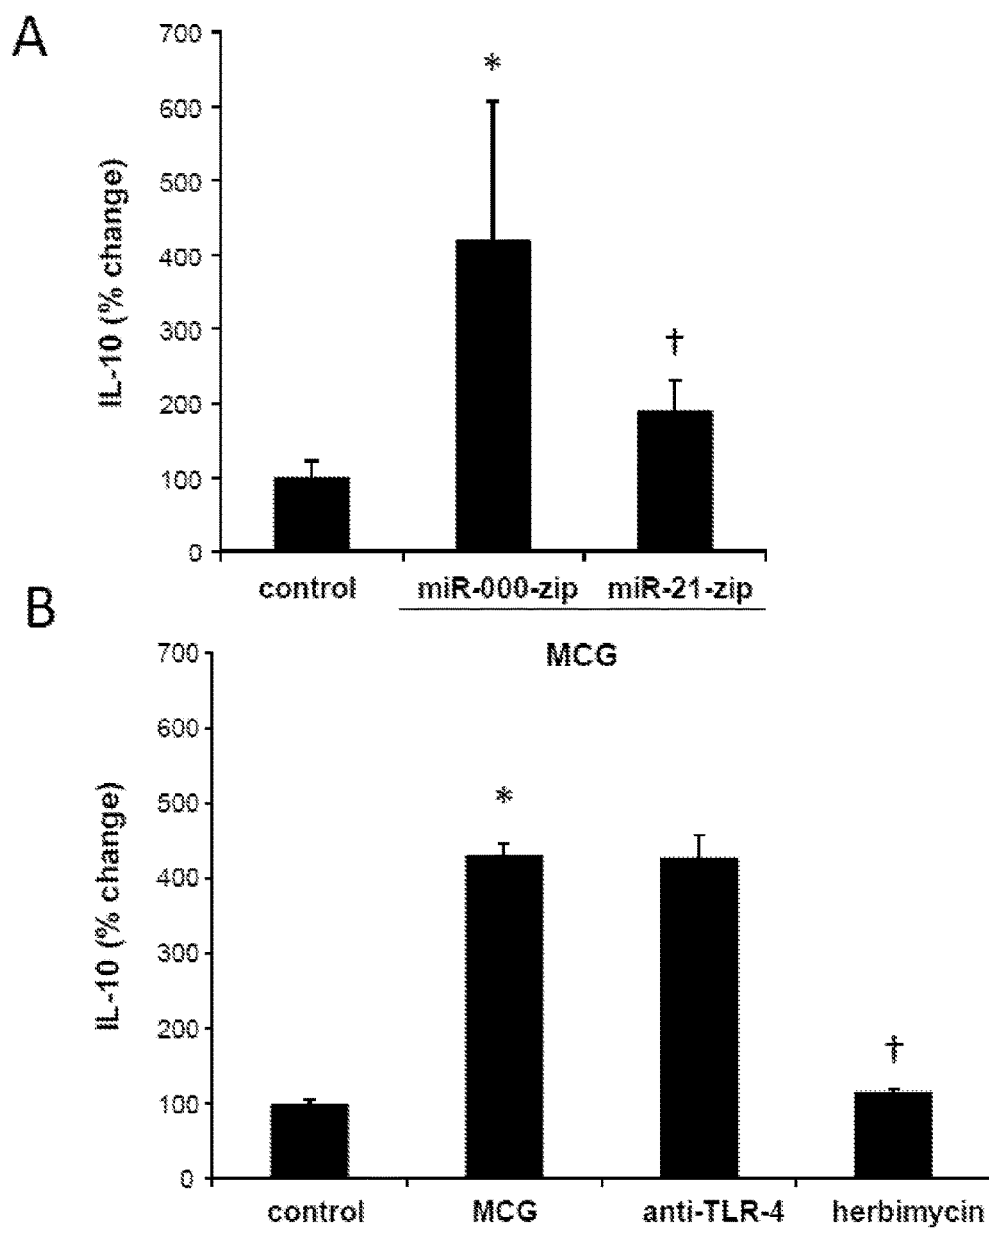 A
IL-10 (% change)
700
*
600
500
400
†
300
200
100
0
control miR-000-zip miR-21-zip
MCG
B
IL-10 (% change)
700
600
*
500
400
300
†
200
100
0
control MCG anti-TLR-4 herbimycin